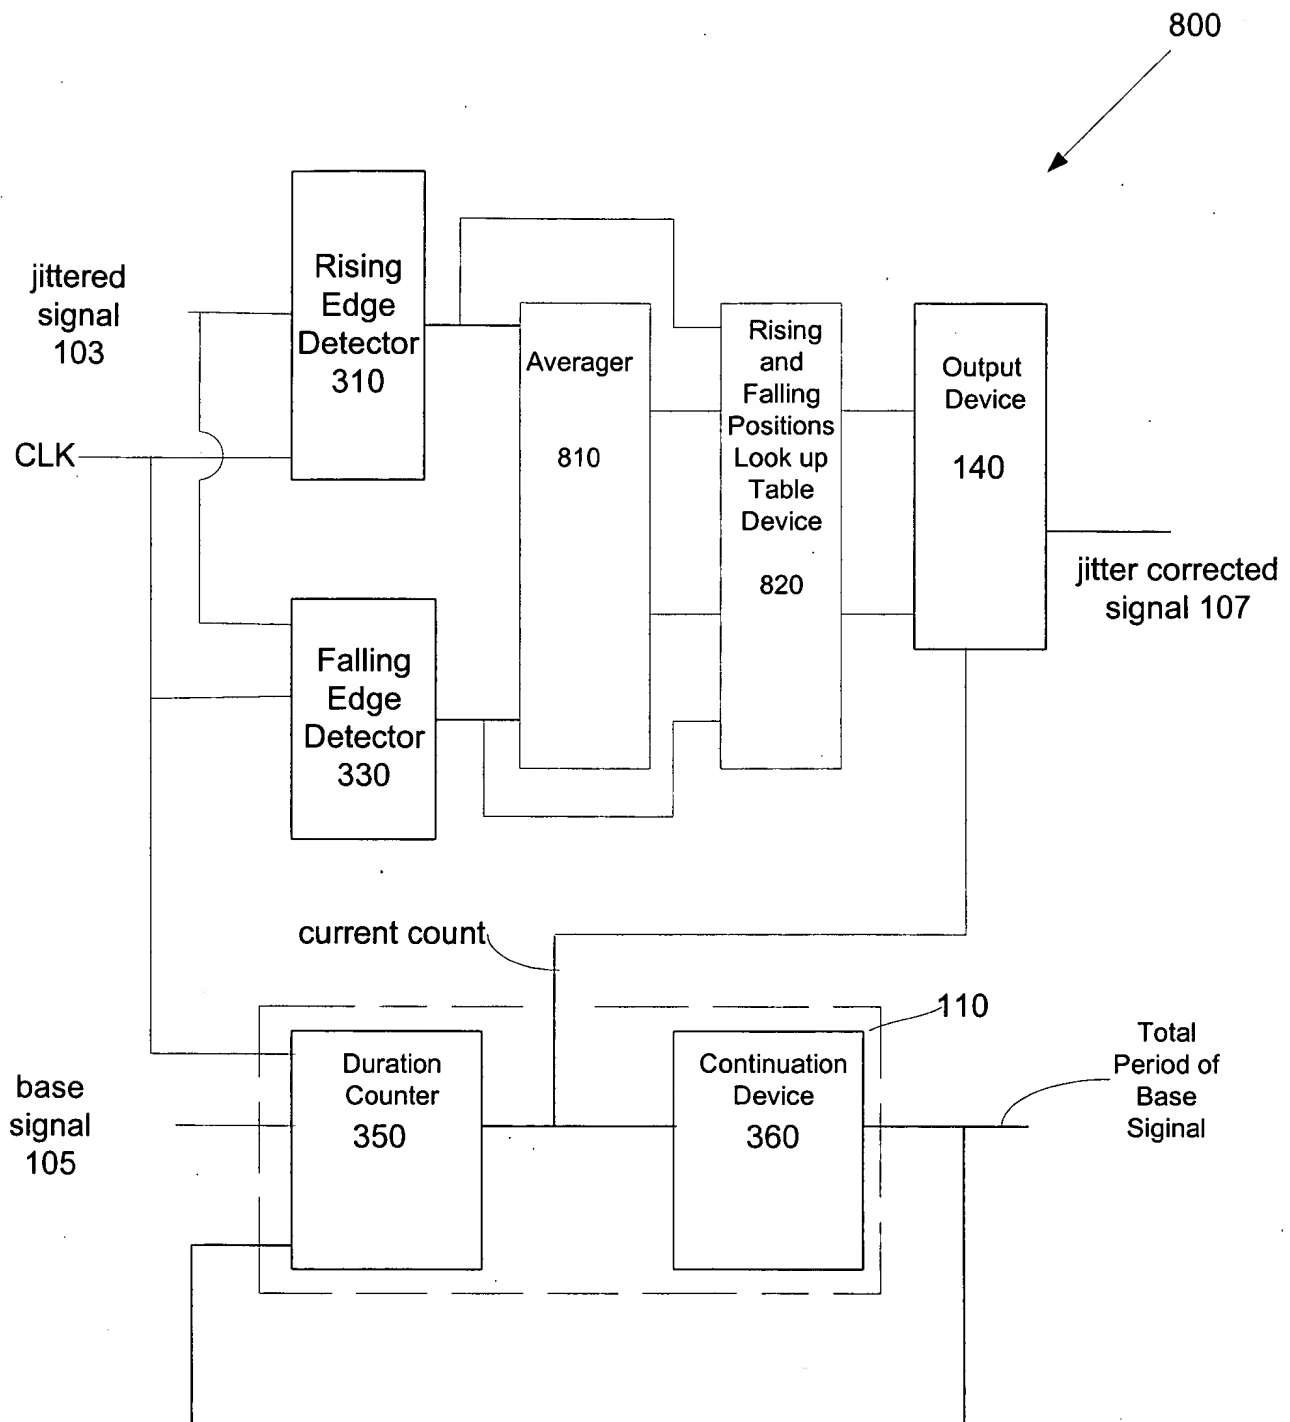 800
jittered
signal
103
CLK
Rising
Edge
Detector
310
Averager
810
Rising
and
Falling
Positions
Look up
Table
Device
820
Output
Device
140
jitter corrected
signal 107
Falling
Edge
Detector
330
current count
110
base
signal
105
Duration
Counter
350
Continuation
Device
360
Total
Period of
Base
Siginal